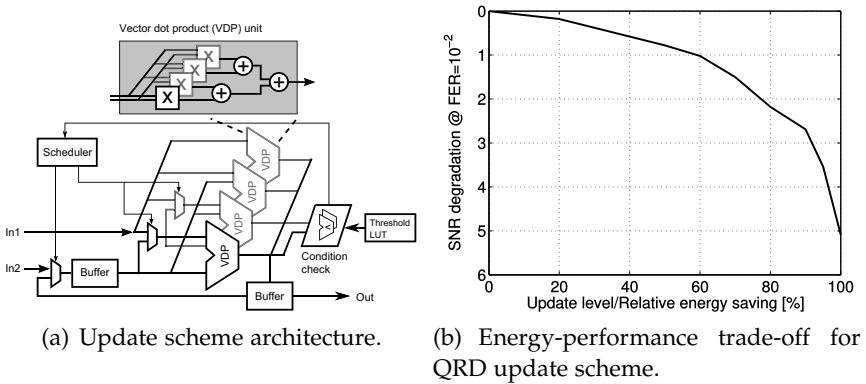 Vector dot product (VDP) unit
X
X
X
X
+
+
+
Scheduler
VDP
VDP
VDP
VDP
In1
In2
Buffer
<
Threshold
LUT
Condition
check
Buffer
Out
(a) Update scheme architecture.
SNR degradation @ FER=10⁻²
0
1
2
3
4
5
6
0 20 40 60 80 100
Update level/Relative energy saving [%]
(b) Energy-performance trade-off for
QRD update scheme.